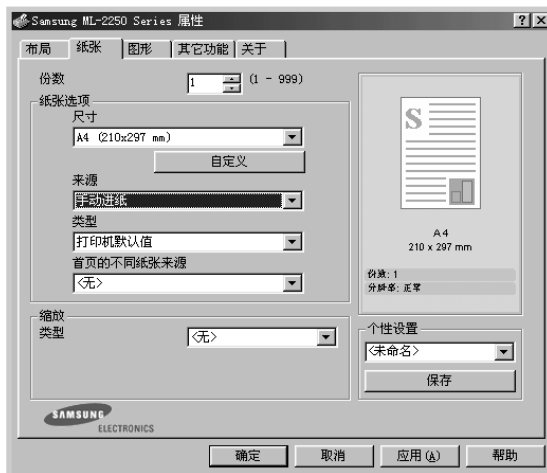 Samsung ML-2250 Series 属性
布局 纸张 图形 其它功能 关于
份数 1 (1 - 999)
纸张选项
尺寸
A4 (210x297 mm)
自定义
来源
手动进纸
类型
打印机默认值
首页的不同纸张来源
<无>
缩放
类型 <无>
S
A4
210 x 297 mm
份数: 1
分辨率: 正常
个性设置
<未命名>
保存
SAMSUNG
ELECTRONICS
确定 取消 应用(A) 帮助